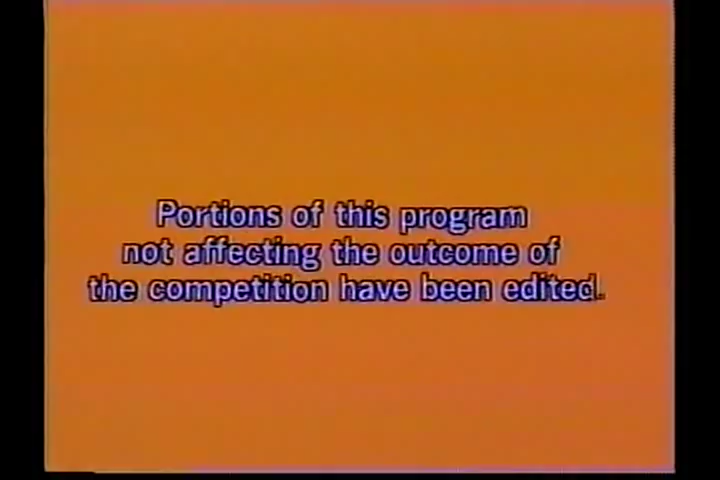 Portions of this program
not affecting the outcome of
the competition have been edited.